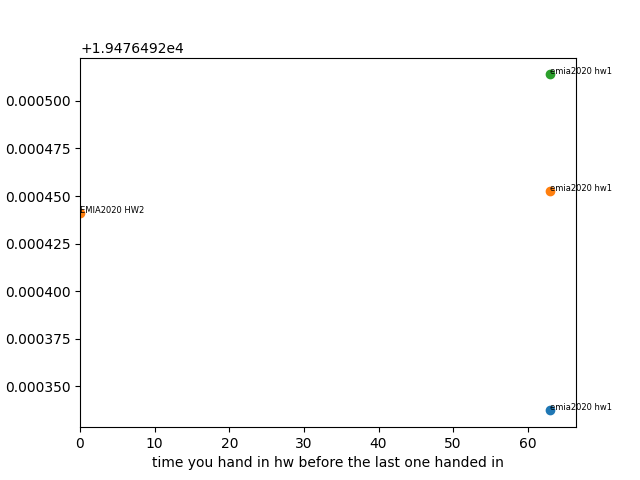 +1.9476492e4
0.000500
emia2020 hw1
0.000475
0.000450
emia2020 hw1
EMIA2020 HW2
0.000425
0.000400
0.000375
0.000350
emia2020 hw1
0 10 20 30 40 50 60
time you hand in hw before the last one handed in